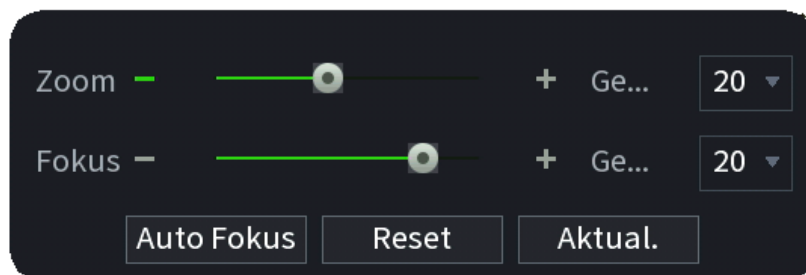 Zoom − + Ge... 20
Fokus − + Ge... 20
Auto Fokus Reset Aktual.